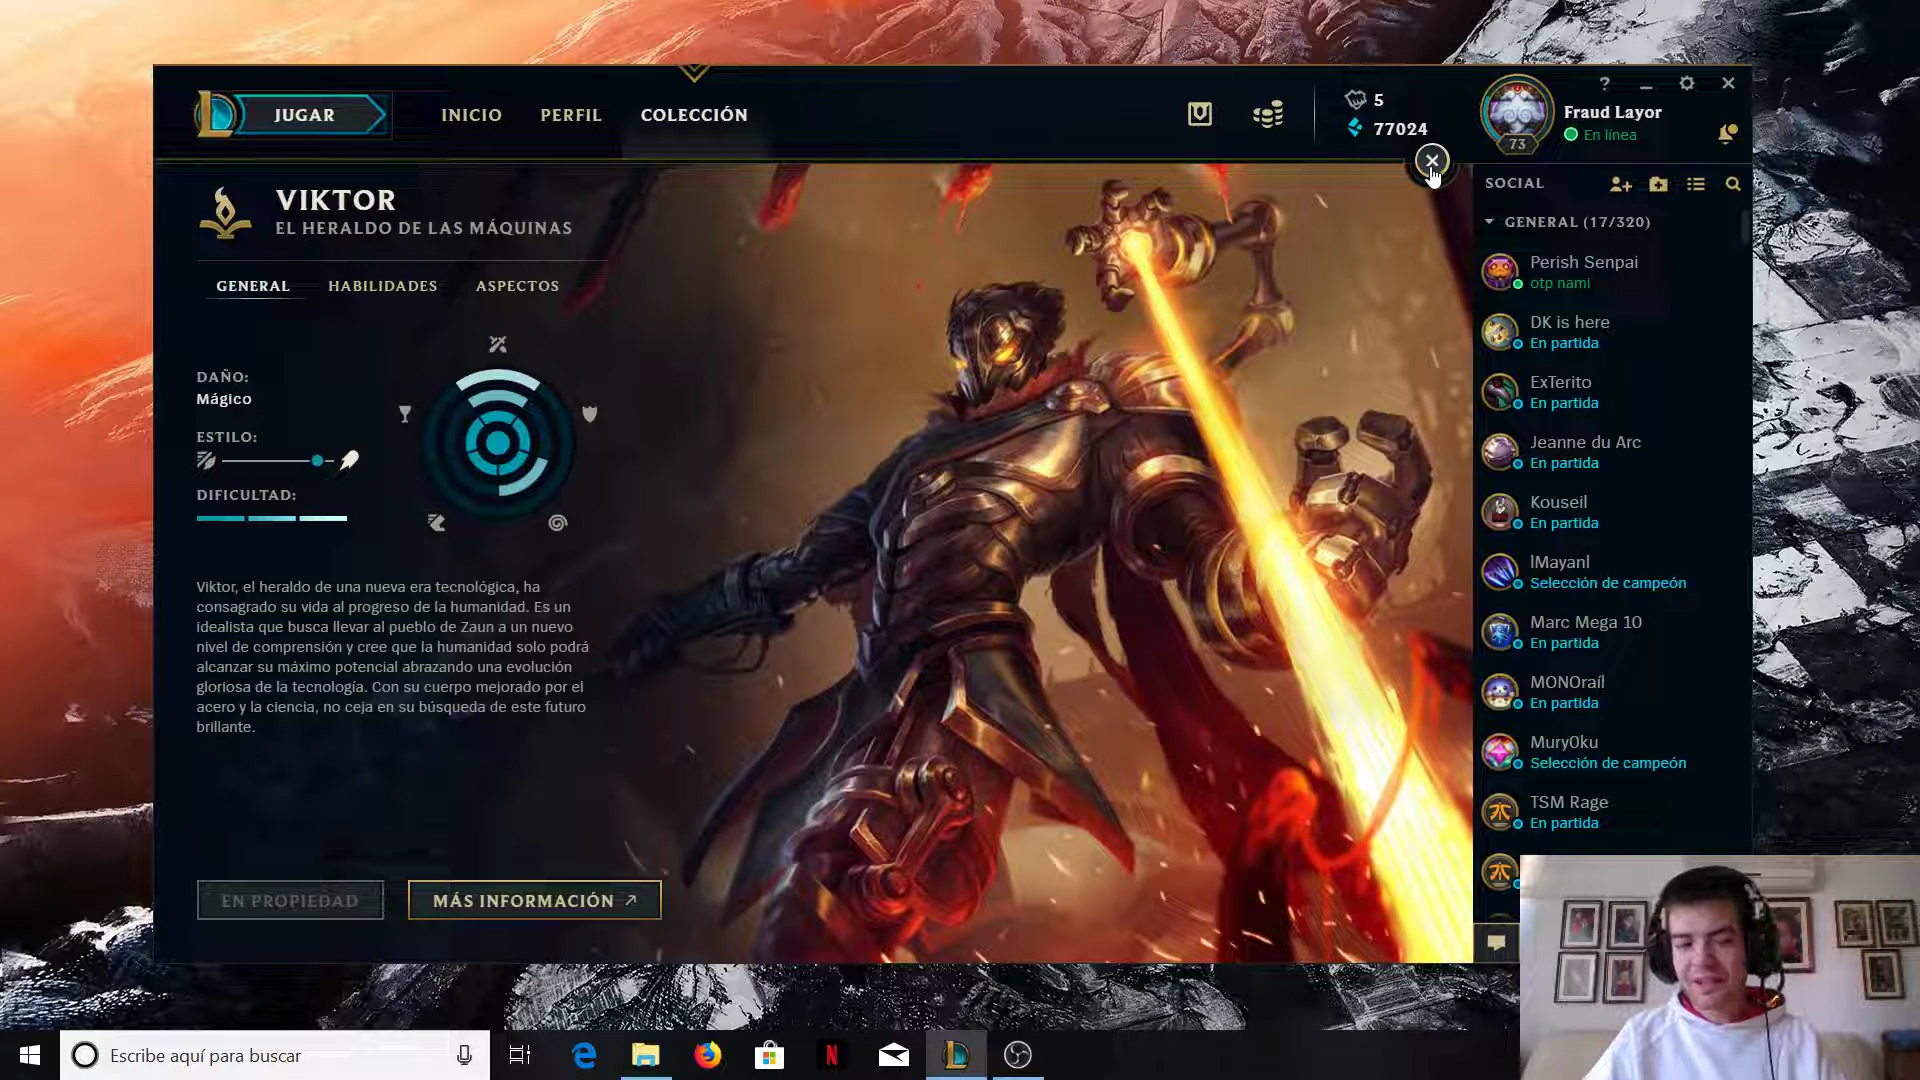 JUGAR
INICIO
PERFIL
COLECCIÓN
5
77024
73
?
Fraud Layor
En línea
VIKTOR
EL HERALDO DE LAS MÁQUINAS
GENERAL
HABILIDADES
ASPECTOS
DAÑO:
Mágico
ESTILO:
DIFICULTAD:
Viktor, el heraldo de una nueva era tecnológica, ha
consagrado su vida al progreso de la humanidad. Es un
idealista que busca llevar al pueblo de Zaun a un nuevo
nivel de comprensión y cree que la humanidad solo podrá
alcanzar su máximo potencial abrazando una evolución
gloriosa de la tecnología. Con su cuerpo mejorado por el
acero y la ciencia, no ceja en su búsqueda de este futuro
brillante.
EN PROPIEDAD
MÁS INFORMACIÓN
SOCIAL
GENERAL (17/320)
Perish Senpai
otp nami
DK is here
En partida
ExTerito
En partida
Jeanne du Arc
En partida
Kouseil
En partida
lMayanl
Selección de campeón
Marc Mega 10
En partida
MONOraíl
En partida
MuryOku
Selección de campeón
TSM Rage
En partida
Escribe aquí para buscar